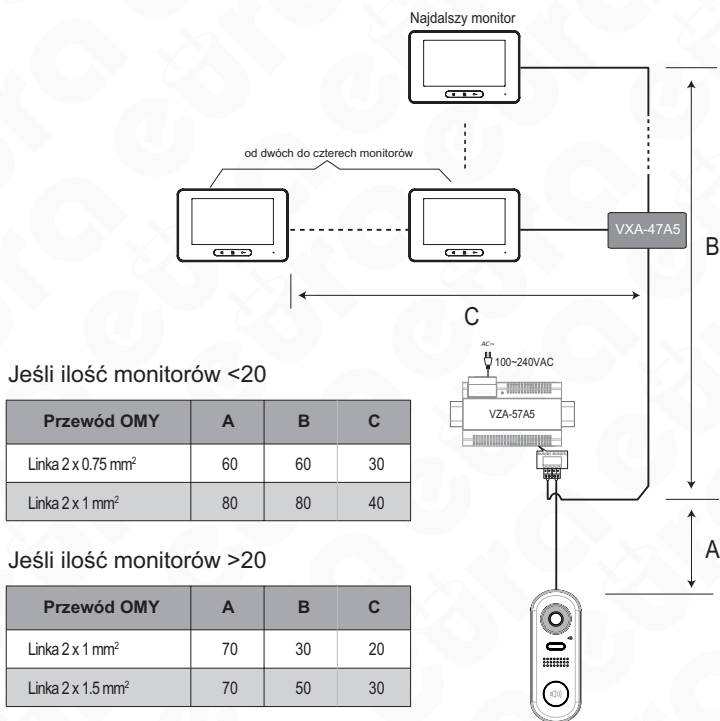 Najdalszy monitor
od dwóch do czterech monitorów
VXA-47A5
B
C
AC~
100~240VAC
VZA-57A5
A
Jeśli ilość monitorów <20
Przewód OMY A B C
Linka 2 x 0.75 mm² 60 60 30
Linka 2 x 1 mm² 80 80 40
Jeśli ilość monitorów >20
Przewód OMY A B C
Linka 2 x 1 mm² 70 30 20
Linka 2 x 1.5 mm² 70 50 30